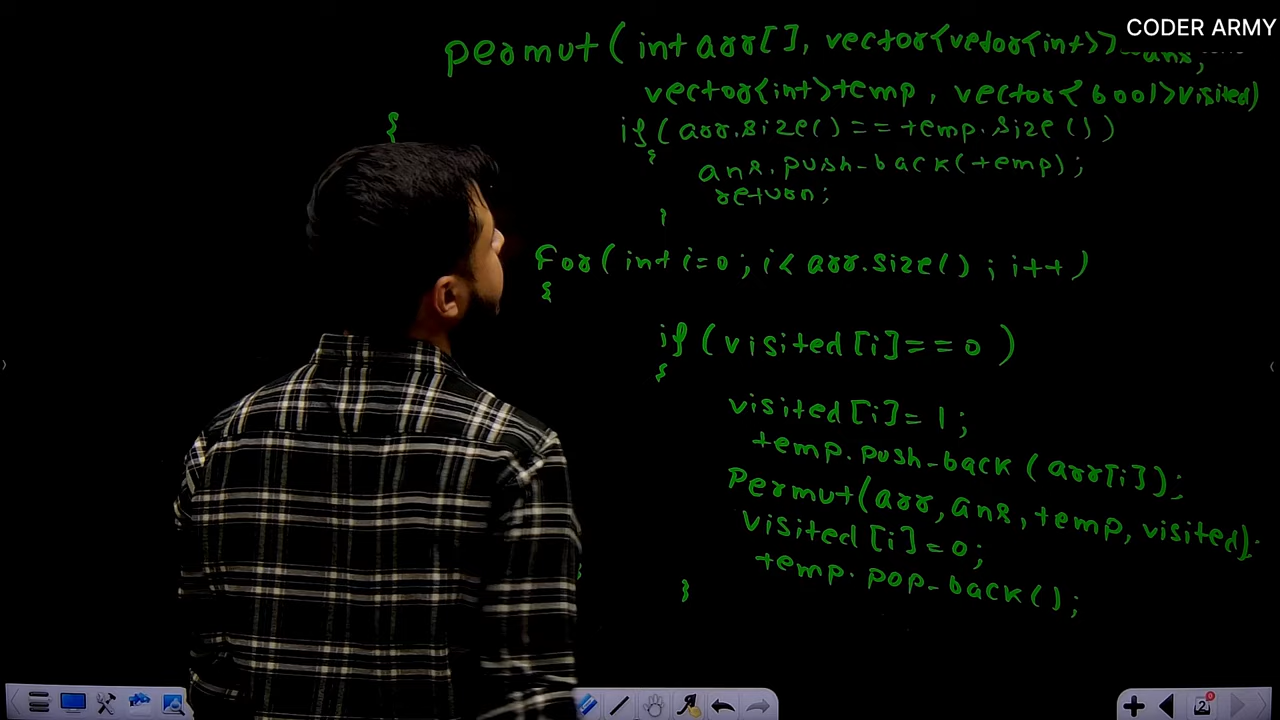 CODER ARMY
permut(int arr[], vector<vector<int>>ans,
vector<int>temp, vector<bool>visited)
{
if(arr.size()==temp.size())
{
ans.push_back(temp);
return;
}
for(int i=0; i<arr.size(); i++)
{
if(visited[i]==0)
{
visited[i]=1;
temp.push_back(arr[i]);
permut(arr,ans,temp,visited);
visited[i]=0;
temp.pop_back();
}
2